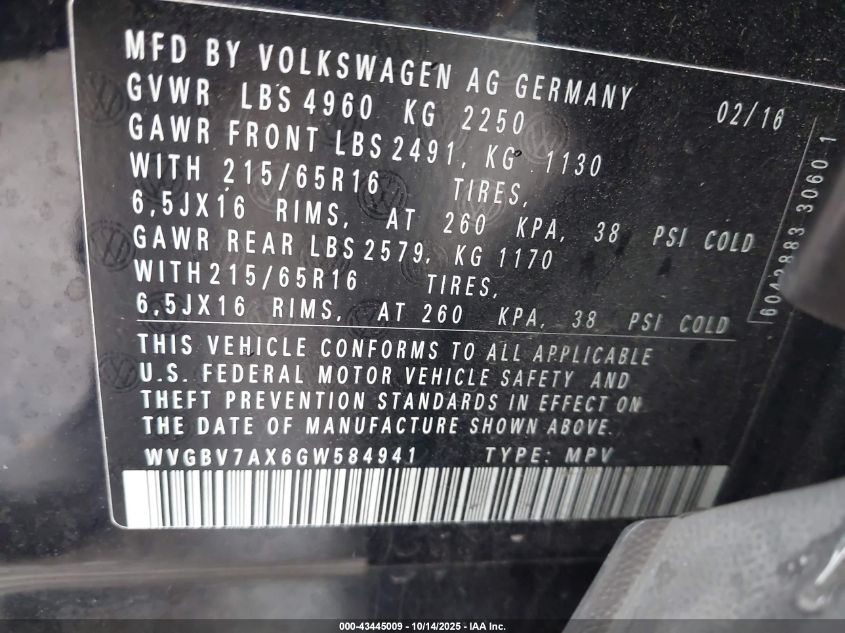 MFD BY VOLKSWAGEN AG GERMANY 02/16
GVWR LBS 4960 KG 2250
GAWR FRONT LBS 2491, KG 1130
WITH 215/65R16 TIRES,
6,5JX16 RIMS, AT 260 KPA, 38 PSI COLD
GAWR REAR LBS 2579, KG 1170
WITH 215/65R16 TIRES,
6,5JX16 RIMS, AT 260 KPA, 38 PSI COLD
THIS VEHICLE CONFORMS TO ALL APPLICABLE
U.S. FEDERAL MOTOR VEHICLE SAFETY AND
THEFT PREVENTION STANDARDS IN EFFECT ON
THE DATE OF MANUFACTURE SHOWN ABOVE.
WVGBV7AX6GW584941 TYPE: MPV
3060 1
000-43445009 - 10/14/2025 - IAA Inc.